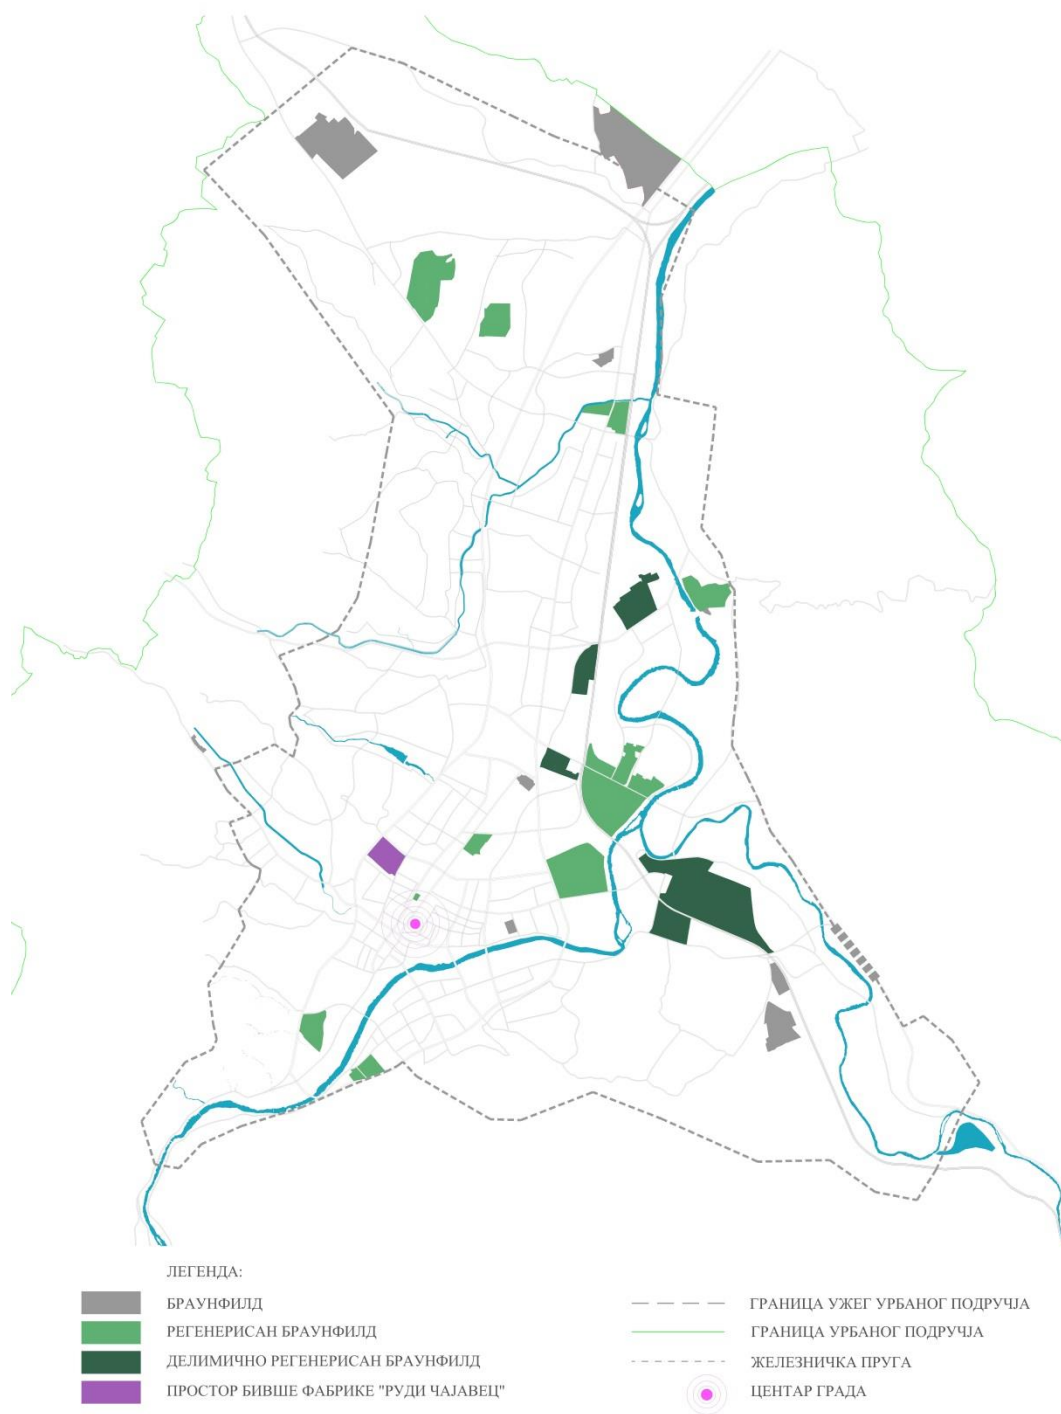 ЛЕГЕНДА:
БРАУНФИЛД
РЕГЕНЕРИСАН БРАУНФИЛД
ДЕЛИМИЧНО РЕГЕНЕРИСАН БРАУНФИЛД
ПРОСТОР БИВШЕ ФАБРИКЕ "РУДИ ЧАЈАВЕЦ"
ГРАНИЦА УЖЕГ УРБАНОГ ПОДРУЧЈА
ГРАНИЦА УРБАНОГ ПОДРУЧЈА
ЖЕЛЕЗНИЧКА ПРУГА
ЦЕНТАР ГРАДА